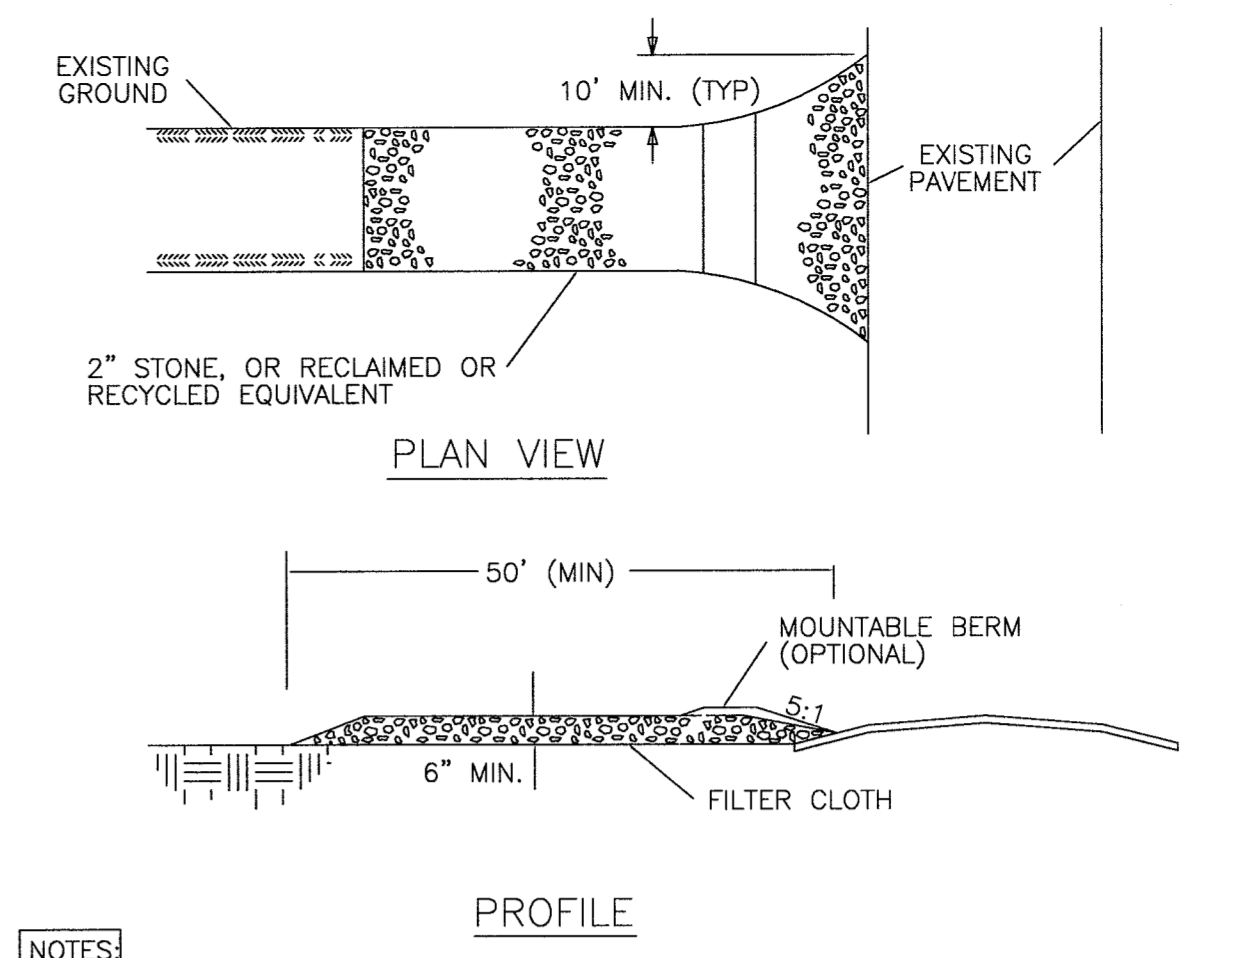 EXISTING
GROUND
10' MIN. (TYP)
EXISTING
PAVEMENT
2" STONE, OR RECLAIMED OR
RECYCLED EQUIVALENT
PLAN VIEW
50' (MIN)
MOUNTABLE BERM
(OPTIONAL)
5:1
6" MIN.
FILTER CLOTH
PROFILE
NOTES: